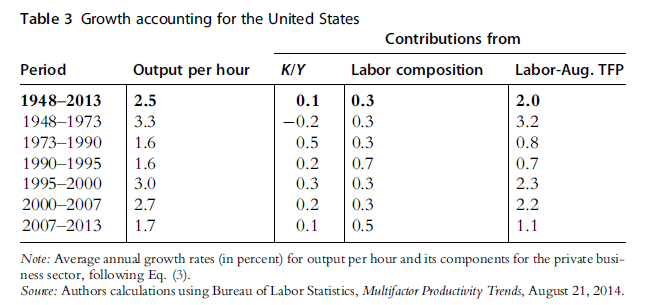 Table 3 Growth accounting for the United States
Contributions from
Period Output per hour K/Y Labor composition Labor-Aug. TFP
1948–2013 2.5 0.1 0.3 2.0
1948–1973 3.3 −0.2 0.3 3.2
1973–1990 1.6 0.5 0.3 0.8
1990–1995 1.6 0.2 0.7 0.7
1995–2000 3.0 0.3 0.3 2.3
2000–2007 2.7 0.2 0.3 2.2
2007–2013 1.7 0.1 0.5 1.1
Note: Average annual growth rates (in percent) for output per hour and its components for the private busi-
ness sector, following Eq. (3).
Source: Authors calculations using Bureau of Labor Statistics, Multifactor Productivity Trends, August 21, 2014.